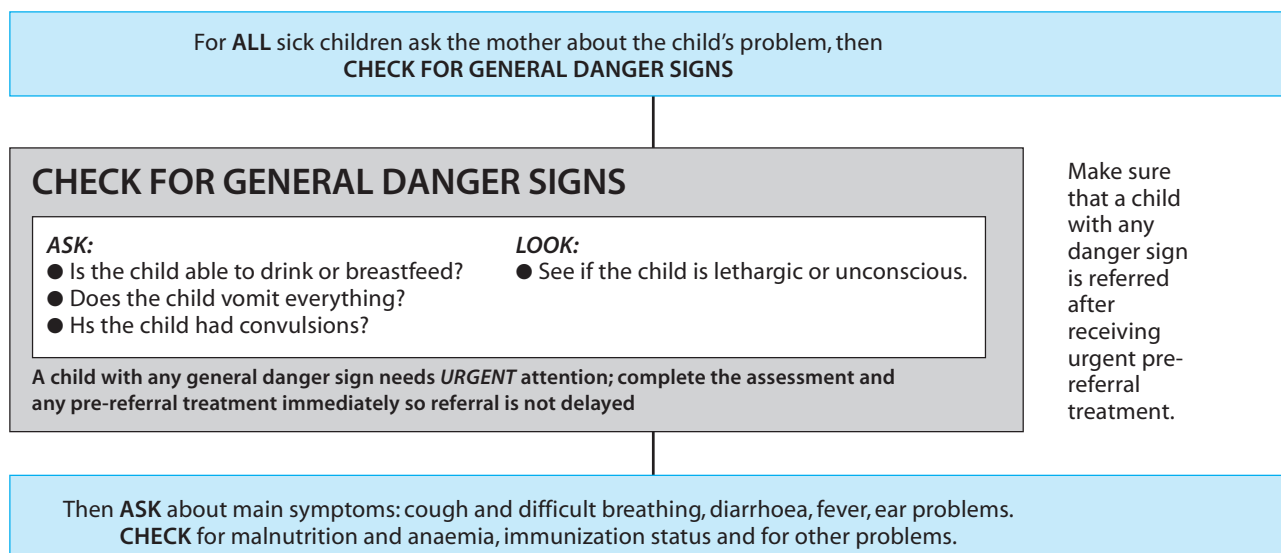 For ALL sick children ask the mother about the child’s problem, then
CHECK FOR GENERAL DANGER SIGNS
CHECK FOR GENERAL DANGER SIGNS
ASK:
● Is the child able to drink or breastfeed?
● Does the child vomit everything?
● Hs the child had convulsions?
LOOK:
● See if the child is lethargic or unconscious.
A child with any general danger sign needs URGENT attention; complete the assessment and
any pre-referral treatment immediately so referral is not delayed
Make sure
that a child
with any
danger sign
is referred
after
receiving
urgent pre-
referral
treatment.
Then ASK about main symptoms: cough and difficult breathing, diarrhoea, fever, ear problems.
CHECK for malnutrition and anaemia, immunization status and for other problems.